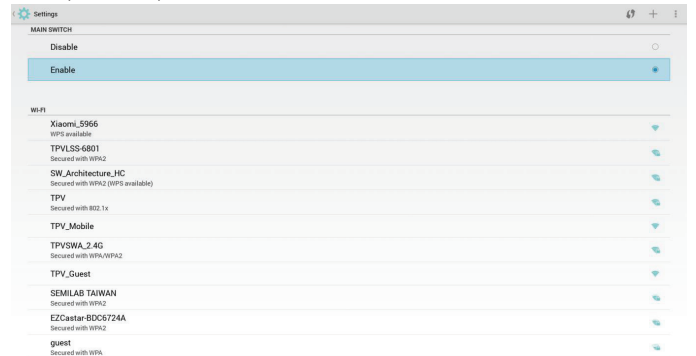 Settings
MAIN SWITCH
Disable
Enable
WI-FI
Xiaomi_5966
WPS available
TPVLSS-6801
Secured with WPA2
SW_Architecture_HC
Secured with WPA2 (WPS available)
TPV
Secured with 802.1x
TPV_Mobile
TPVSWA_2.4G
Secured with WPA/WPA2
TPV_Guest
SEMILAB TAIWAN
Secured with WPA2
EZCastar-BDC6724A
Secured with WPA2
guest
Secured with WPA